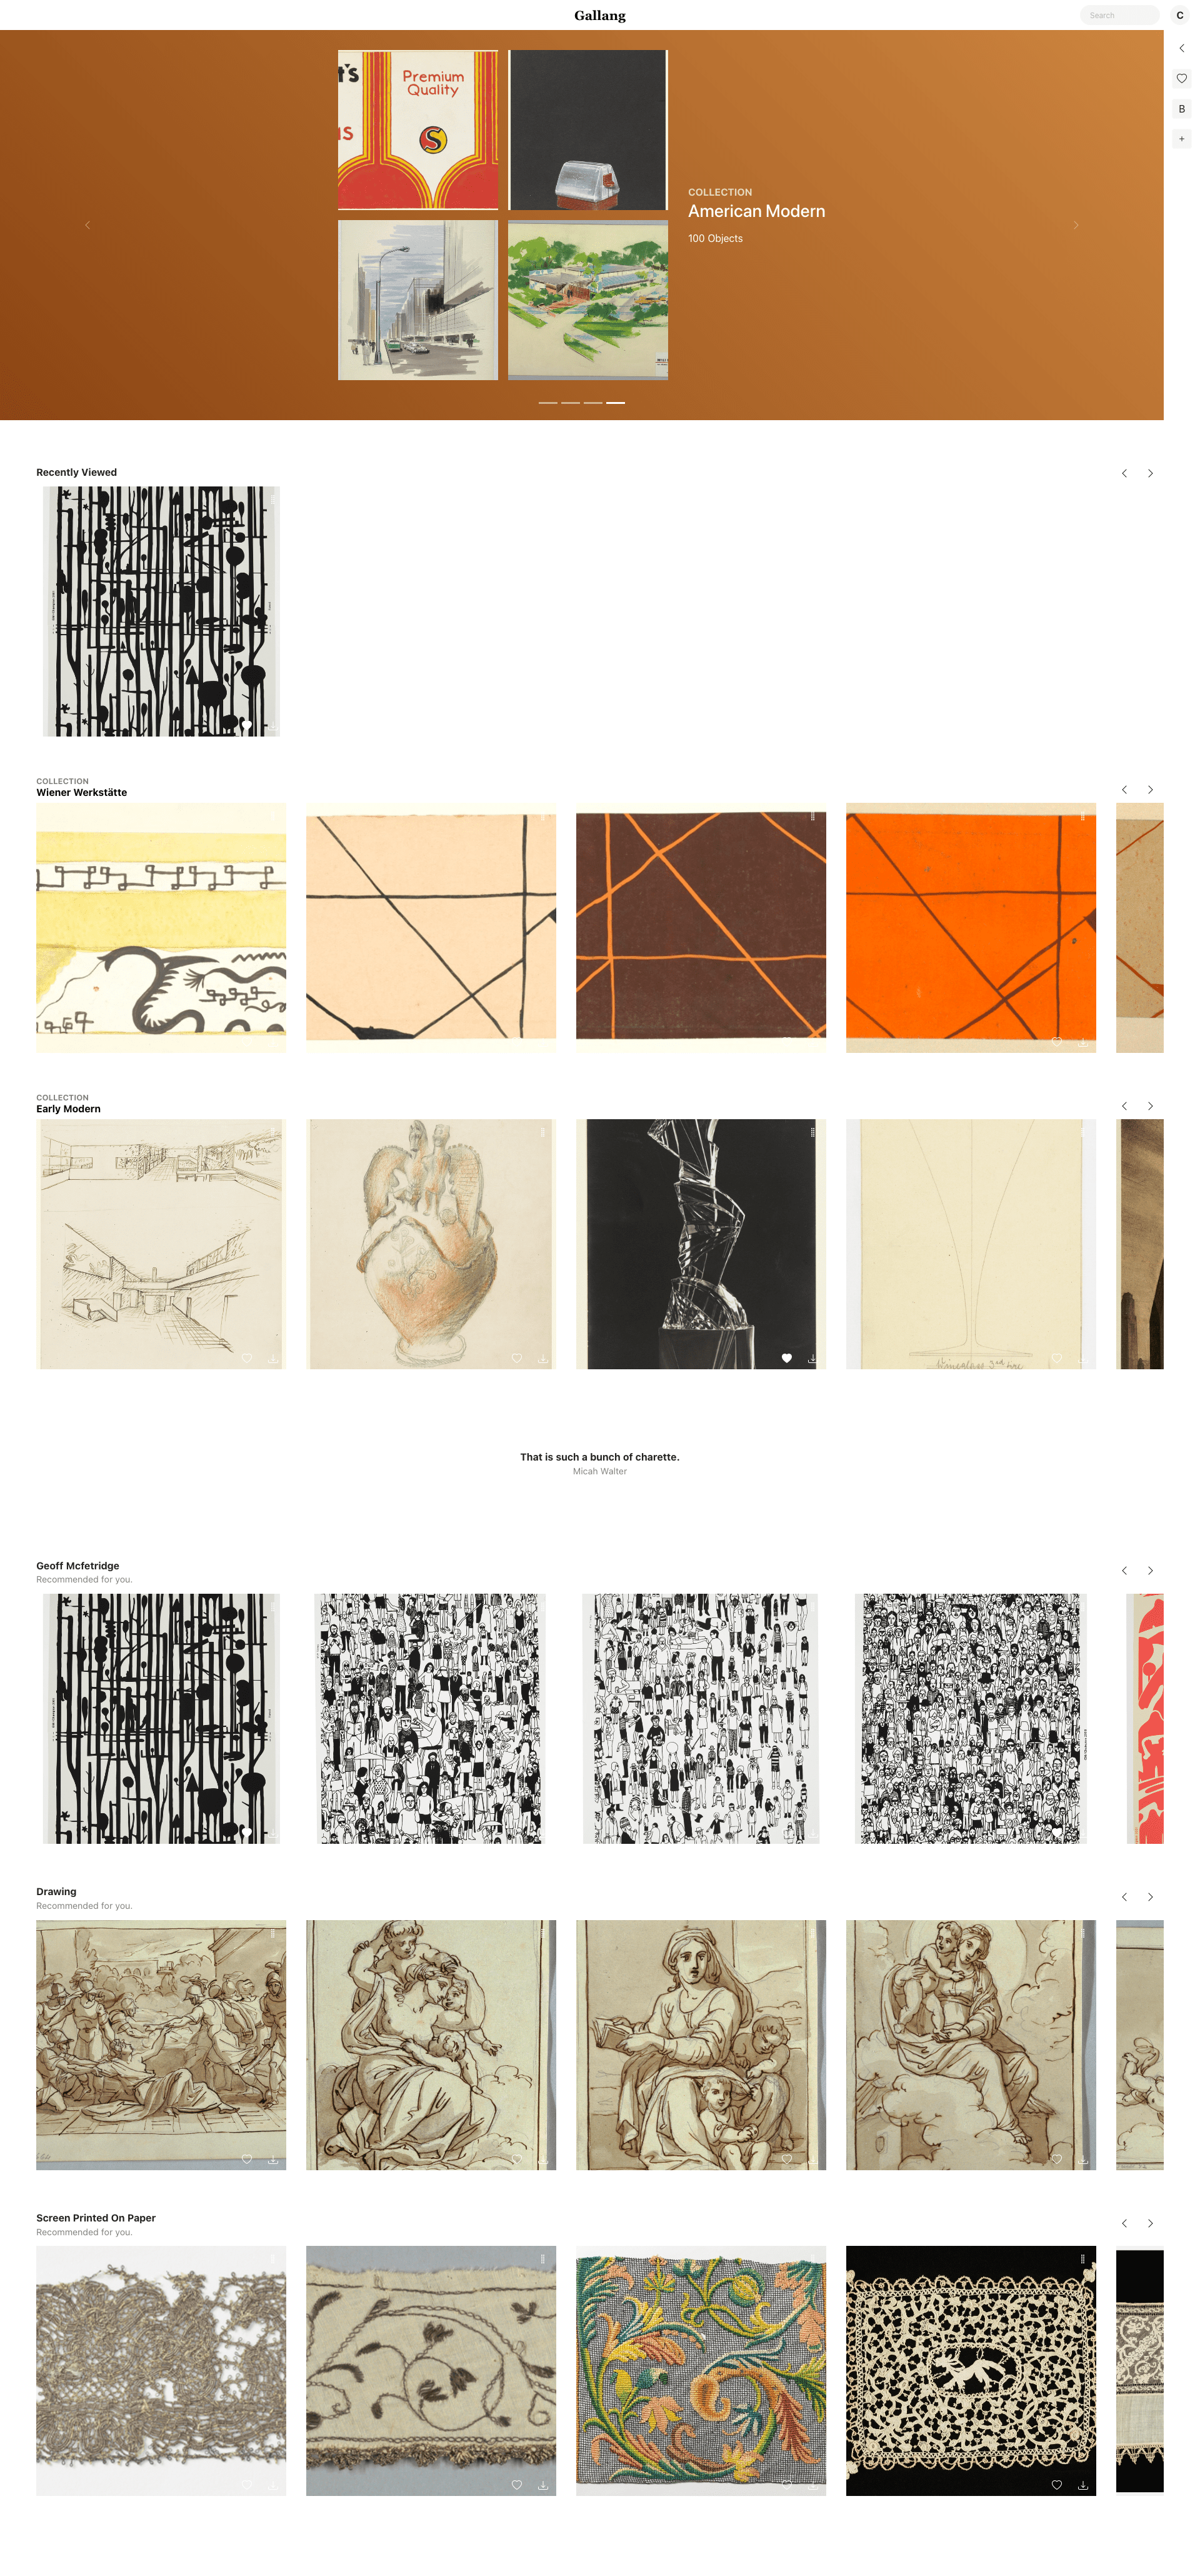 Gallang
Search
C
B
+
t's
Premium
Quality
S
COLLECTION
American Modern
100 Objects
Recently Viewed
COLLECTION
Wiener Werkstätte
COLLECTION
Early Modern
That is such a bunch of charette.
Micah Walter
Geoff Mcfetridge
Recommended for you.
Drawing
Recommended for you.
Screen Printed On Paper
Recommended for you.